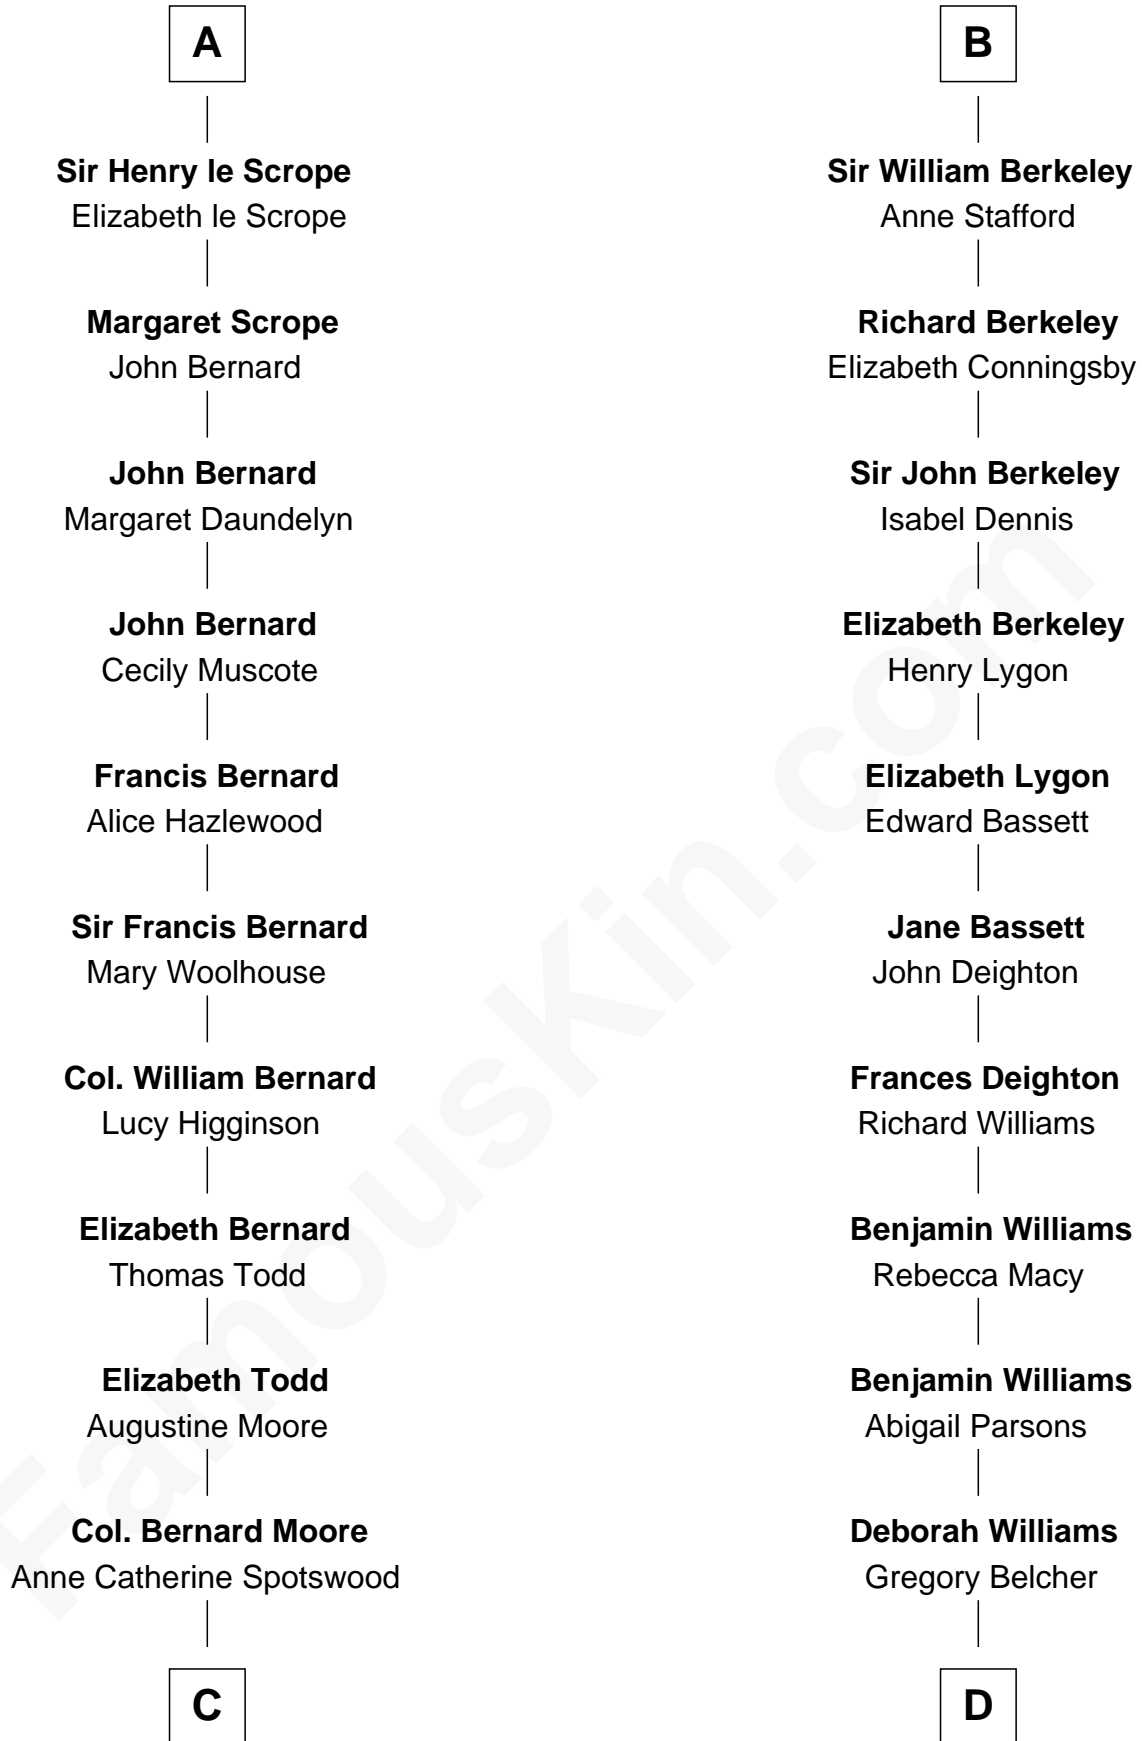 A
Sir Henry le Scrope
Elizabeth le Scrope
Margaret Scrope
John Bernard
John Bernard
Margaret Daundelyn
John Bernard
Cecily Muscote
Francis Bernard
Alice Hazlewood
Sir Francis Bernard
Mary Woolhouse
Col. William Bernard
Lucy Higginson
Elizabeth Bernard
Thomas Todd
Elizabeth Todd
Augustine Moore
Col. Bernard Moore
Anne Catherine Spotswood
C
B
Sir William Berkeley
Anne Stafford
Richard Berkeley
Elizabeth Conningsby
Sir John Berkeley
Isabel Dennis
Elizabeth Berkeley
Henry Lygon
Elizabeth Lygon
Edward Bassett
Jane Bassett
John Deighton
Frances Deighton
Richard Williams
Benjamin Williams
Rebecca Macy
Benjamin Williams
Abigail Parsons
Deborah Williams
Gregory Belcher
D
FamousKin.com